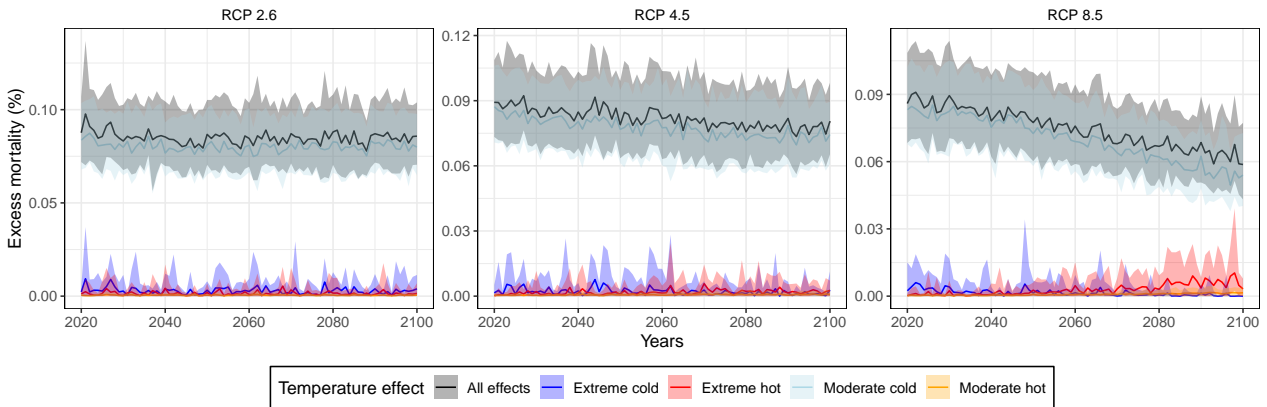 RCP 2.6
RCP 4.5
RCP 8.5
Excess mortality (%)
0.10
0.05
0.00
0.12
0.09
0.06
0.03
0.00
0.09
0.06
0.03
0.00
2020 2040 2060 2080 2100
2020 2040 2060 2080 2100
2020 2040 2060 2080 2100
Years
Temperature effect All effects Extreme cold Extreme hot Moderate cold Moderate hot